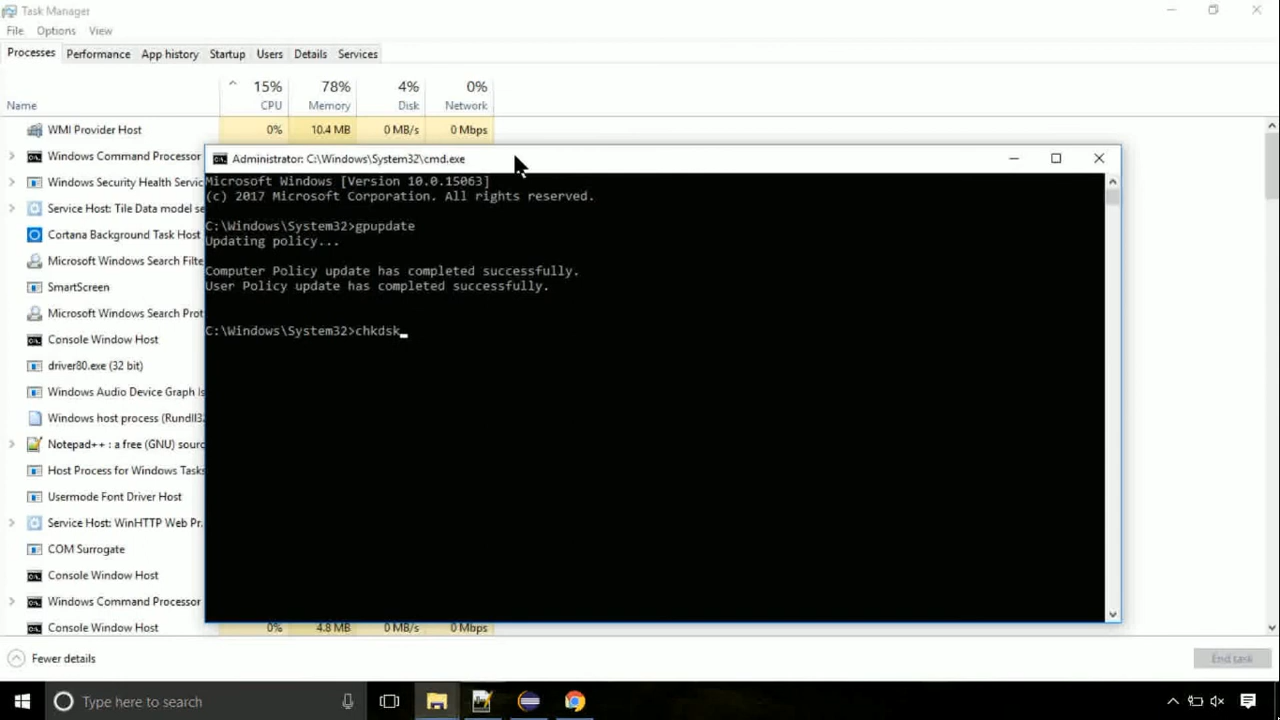 Task Manager
File Options View
Processes Performance App history Startup Users Details Services
15% 78% 4% 0%
Name CPU Memory Disk Network
WMI Provider Host 0% 10.4 MB 0 MB/s 0 Mbps
Windows Command Processor
Windows Security Health Servic
Service Host: Tile Data model se
Cortana Background Task Host
Microsoft Windows Search Filte
SmartScreen
Microsoft Windows Search Prot
Console Window Host
driver80.exe (32 bit)
Windows Audio Device Graph Is
Windows host process (Rundll3
Notepad++ : a free (GNU) sourc
Host Process for Windows Tasks
Usermode Font Driver Host
Service Host: WinHTTP Web Pr.
COM Surrogate
Console Window Host
Windows Command Processor
Console Window Host 0% 4.8 MB 0 MB/s 0 Mbps
Administrator: C:\Windows\System32\cmd.exe
Microsoft Windows [Version 10.0.15063]
(c) 2017 Microsoft Corporation. All rights reserved.
C:\Windows\System32>gpupdate
Updating policy...
Computer Policy update has completed successfully.
User Policy update has completed successfully.
C:\Windows\System32>chkdsk
Fewer details
End task
Type here to search